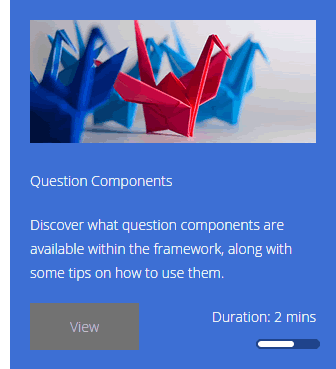 Question Components
Discover what question components are
available within the framework, along with
some tips on how to use them.
View
Duration: 2 mins